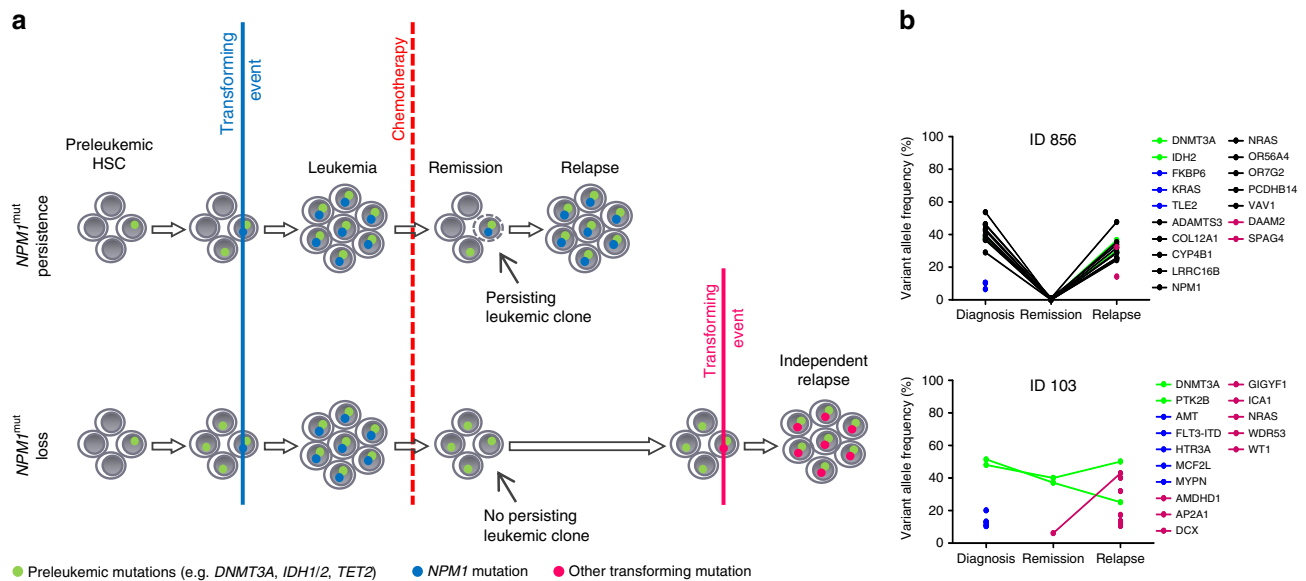 a
Transforming
event
Chemotherapy
Preleukemic
HSC
Leukemia
Remission
Relapse
NPM1mut
persistence
Persisting
leukemic clone
Transforming
event
Independent
relapse
NPM1mut
loss
No persisting
leukemic clone
Preleukemic mutations (e.g. DNMT3A, IDH1/2, TET2)
NPM1 mutation
Other transforming mutation
b
ID 856
Variant allele frequency (%)
100
80
60
40
20
0
Diagnosis Remission Relapse
DNMT3A
IDH2
FKBP6
KRAS
TLE2
ADAMTS3
COL12A1
CYP4B1
LRRC16B
NPM1
NRAS
OR56A4
OR7G2
PCDHB14
VAV1
DAAM2
SPAG4
ID 103
Variant allele frequency (%)
100
80
60
40
20
0
Diagnosis Remission Relapse
DNMT3A
PTK2B
AMT
FLT3-ITD
HTR3A
MCF2L
MYPN
AMDHD1
AP2A1
DCX
GIGYF1
ICA1
NRAS
WDR53
WT1